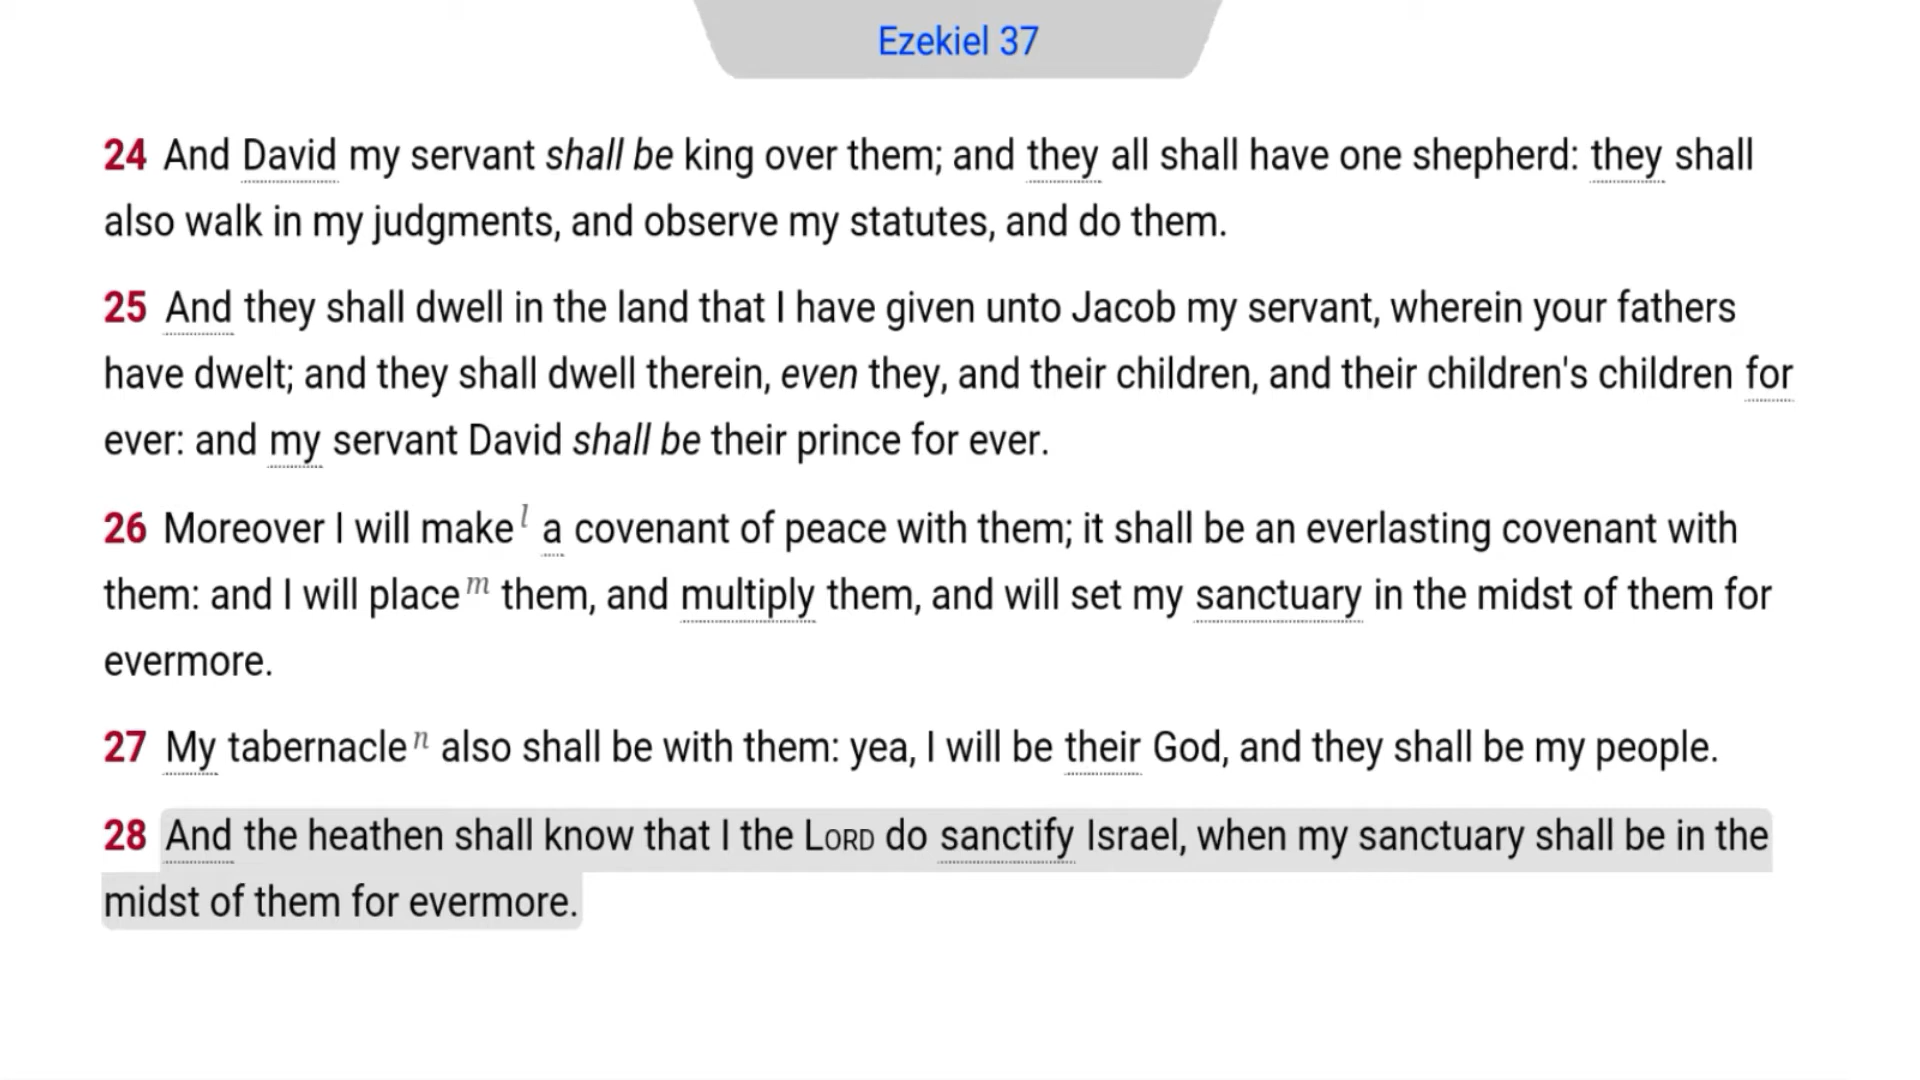 Ezekiel 37
24 And David my servant shall be king over them; and they all shall have one shepherd: they shall
also walk in my judgments, and observe my statutes, and do them.
25 And they shall dwell in the land that I have given unto Jacob my servant, wherein your fathers
have dwelt; and they shall dwell therein, even they, and their children, and their children's children for
ever: and my servant David shall be their prince for ever.
26 Moreover I will make l a covenant of peace with them; it shall be an everlasting covenant with
them: and I will place m them, and multiply them, and will set my sanctuary in the midst of them for
evermore.
27 My tabernacle n also shall be with them: yea, I will be their God, and they shall be my people.
28 And the heathen shall know that I the LORD do sanctify Israel, when my sanctuary shall be in the
midst of them for evermore.